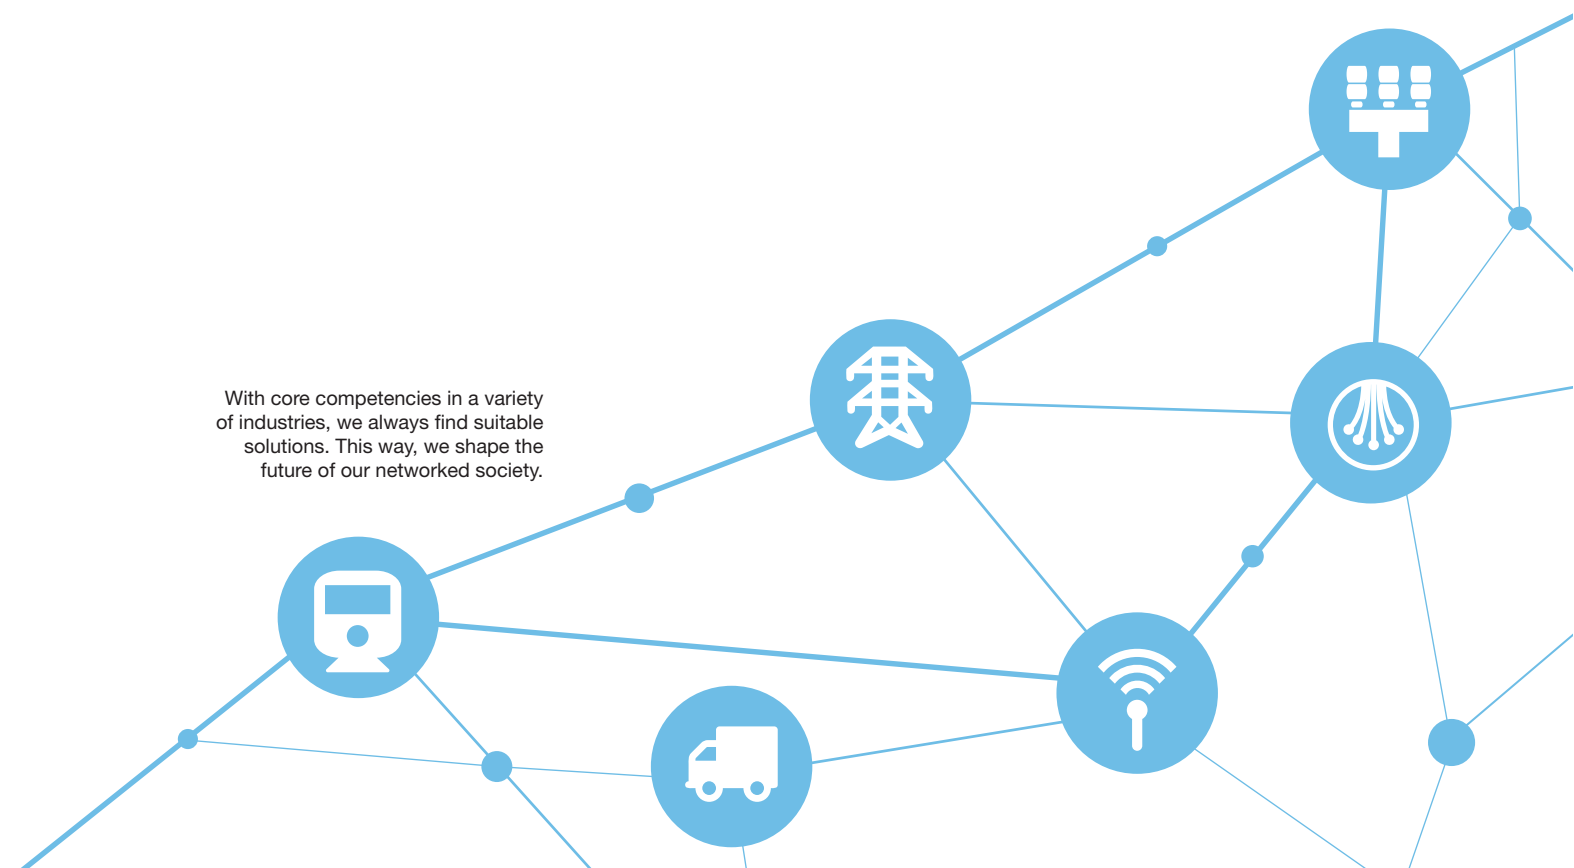 With core competencies in a variety
of industries, we always find suitable
solutions. This way, we shape the
future of our networked society.